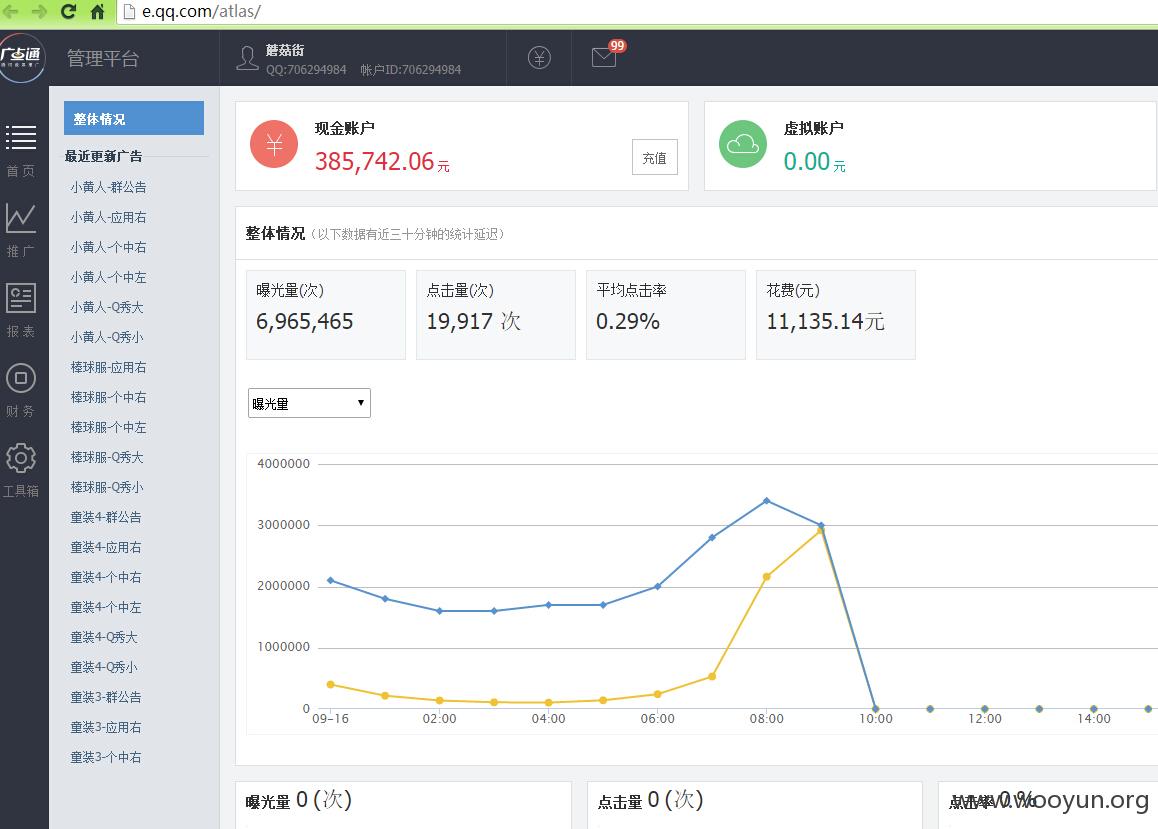 e.qq.com/atlas/
广点通
管理平台
蘑菇街
QQ:706294984 帐户ID:706294984
99
首页
推广
报表
财务
工具箱
整体情况
最近更新广告
小黄人-群公告
小黄人-应用右
小黄人-个中右
小黄人-个中左
小黄人-Q秀大
小黄人-Q秀小
棒球服-应用右
棒球服-个中右
棒球服-个中左
棒球服-Q秀大
棒球服-Q秀小
童装4-群公告
童装4-应用右
童装4-个中右
童装4-个中左
童装4-Q秀大
童装4-Q秀小
童装3-群公告
童装3-应用右
童装3-个中右
现金账户
385,742.06元
充值
虚拟账户
0.00元
整体情况（以下数据有近三十分钟的统计延迟）
曝光量(次)
6,965,465
点击量(次)
19,917 次
平均点击率
0.29%
花费(元)
11,135.14元
曝光量
4000000
3000000
2000000
1000000
0
09-16 02:00 04:00 06:00 08:00 10:00 12:00 14:00
曝光量 0 (次)
点击量 0 (次)
点击率 0 %
www.wooyun.org